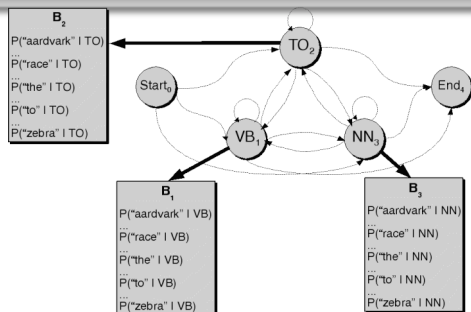 B2
P("aardvark" | TO)
...
P("race" | TO)
...
P("the" | TO)
...
P("to" | TO)
...
P("zebra" | TO)
TO2
Start0
End4
VB1
NN3
B1
P("aardvark" | VB)
...
P("race" | VB)
...
P("the" | VB)
...
P("to" | VB)
...
P("zebra" | VB)
B3
P("aardvark" | NN)
...
P("race" | NN)
...
P("the" | NN)
...
P("to" | NN)
...
P("zebra" | NN)